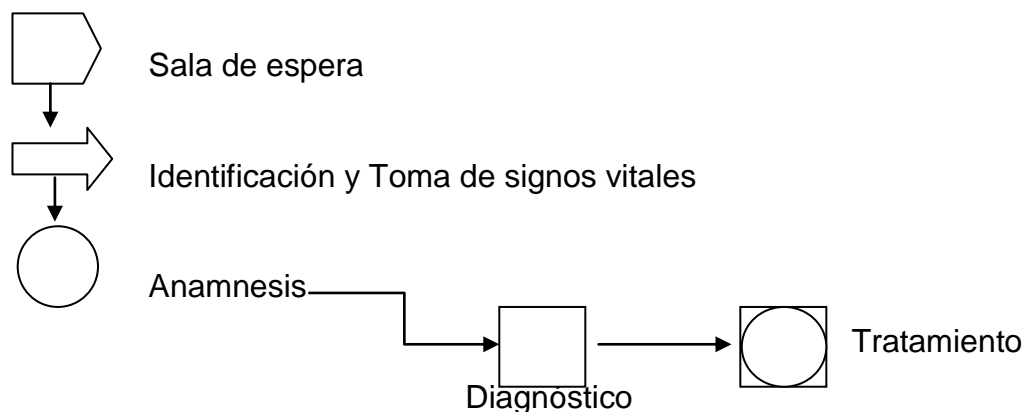 Sala de espera
Identificación y Toma de signos vitales
Anamnesis
Diagnóstico
Tratamiento